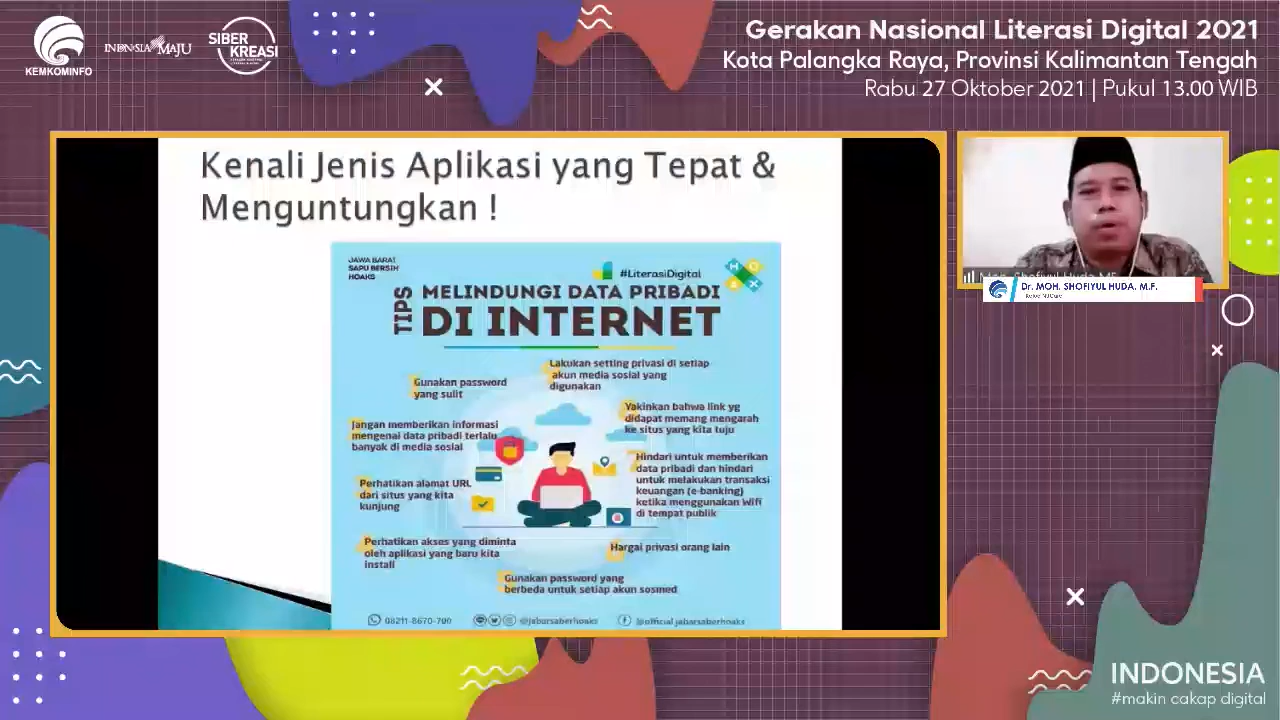 KEMKOMINFO
INDONESIA MAJU
SIBER
KREASI
Gerakan Nasional Literasi Digital 2021
Kota Palangka Raya, Provinsi Kalimantan Tengah
Rabu 27 Oktober 2021 | Pukul 13.00 WIB
Kenali Jenis Aplikasi yang Tepat &
Menguntungkan !
JAWA BARAT
SAPU BERSIH
HOAKS
#LiterasiDigital
HOAX
TIPS
MELINDUNGI DATA PRIBADI
DI INTERNET
Lakukan setting privasi di setiap
akun media sosial yang
digunakan
Gunakan password
yang sulit
Yakinkan bahwa link yg
didapat memang mengarah
ke situs yang kita tuju
Jangan memberikan informasi
mengenai data pribadi terlalu
banyak di media sosial
Hindari untuk memberikan
data pribadi dan hindari
untuk melakukan transaksi
keuangan (e-banking)
ketika menggunakan Wifi
di tempat publik
Perhatikan alamat URL
dari situs yang kita
kunjung
Perhatikan akses yang diminta
oleh aplikasi yang baru kita
install
Hargai privasi orang lain
Gunakan password yang
berbeda untuk setiap akun sosmed
08211-8670-700
@jabarsaberhoaks
@official.jabarsaberhoaks
Moh. Shofiyul Huda MF
Dr. MOH. SHOFIYUL HUDA. M.F.
INDONESIA
#makin cakap digital